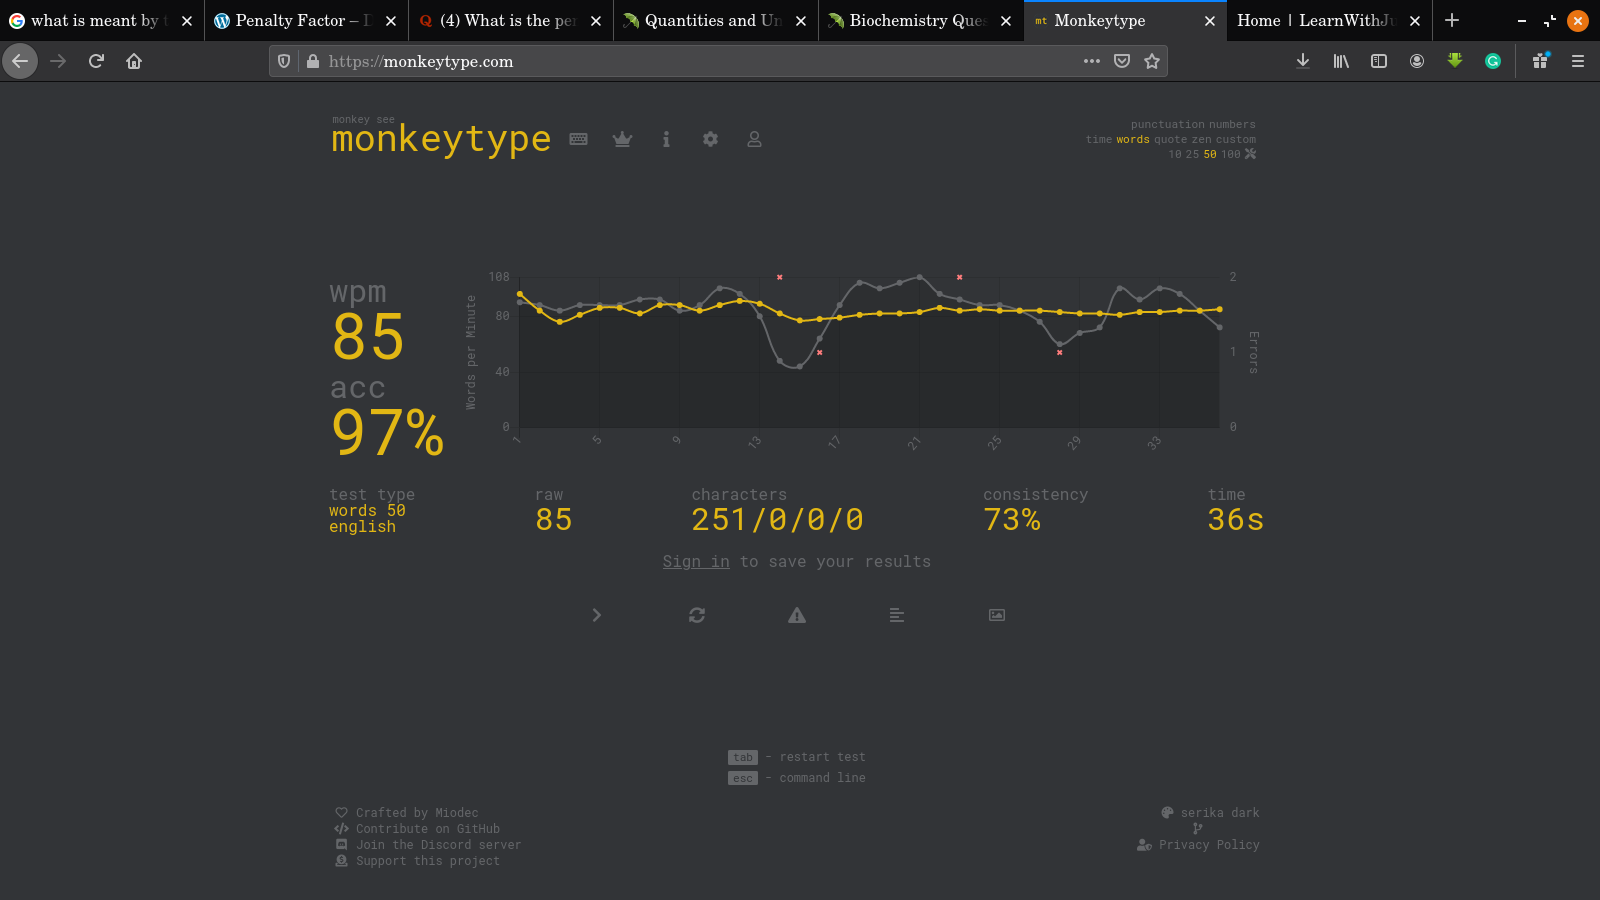 what is meant by
Penalty Factor –
(4) What is the
Quantities and
Biochemistry
Monkeytype
Home | LearnWithJ
https://monkeytype.com
monkey see
monkeytype
punctuation numbers
time words quote zen custom
10 25 50 100
wpm
85
acc
97%
Words per Minute
108
80
40
0
1 5 9 13 17 21 25 29 33
2
1
0
Errors
test type
words 50
english
raw
85
characters
251/0/0/0
consistency
73%
time
36s
Sign in to save your results
tab - restart test
esc - command line
Crafted by Miodec
Contribute on GitHub
Join the Discord server
Support this project
serika dark
Privacy Policy